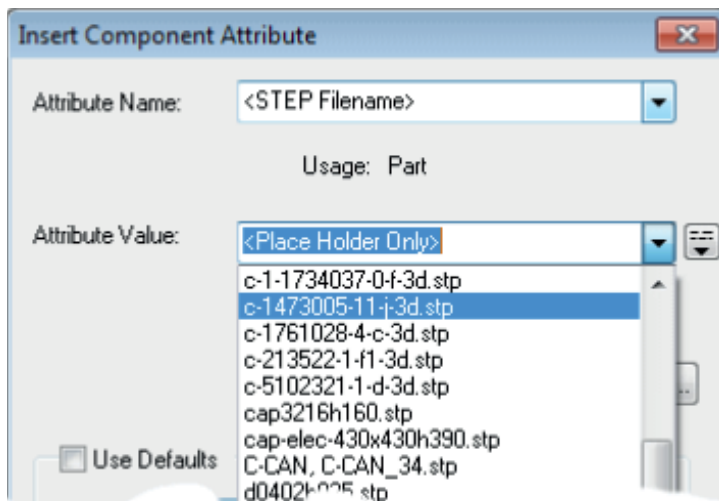 Insert Component Attribute
Attribute Name: <STEP Filename>
Usage: Part
Attribute Value: <Place Holder Only>
c-1-1734037-0-f-3d.stp
c-1473005-11-j-3d.stp
c-1761028-4-c-3d.stp
c-213522-1-f1-3d.stp
c-5102321-1-d-3d.stp
cap3216h160.stp
cap-elec-430x430h390.stp
Use Defaults
C-CAN, C-CAN_34.stp